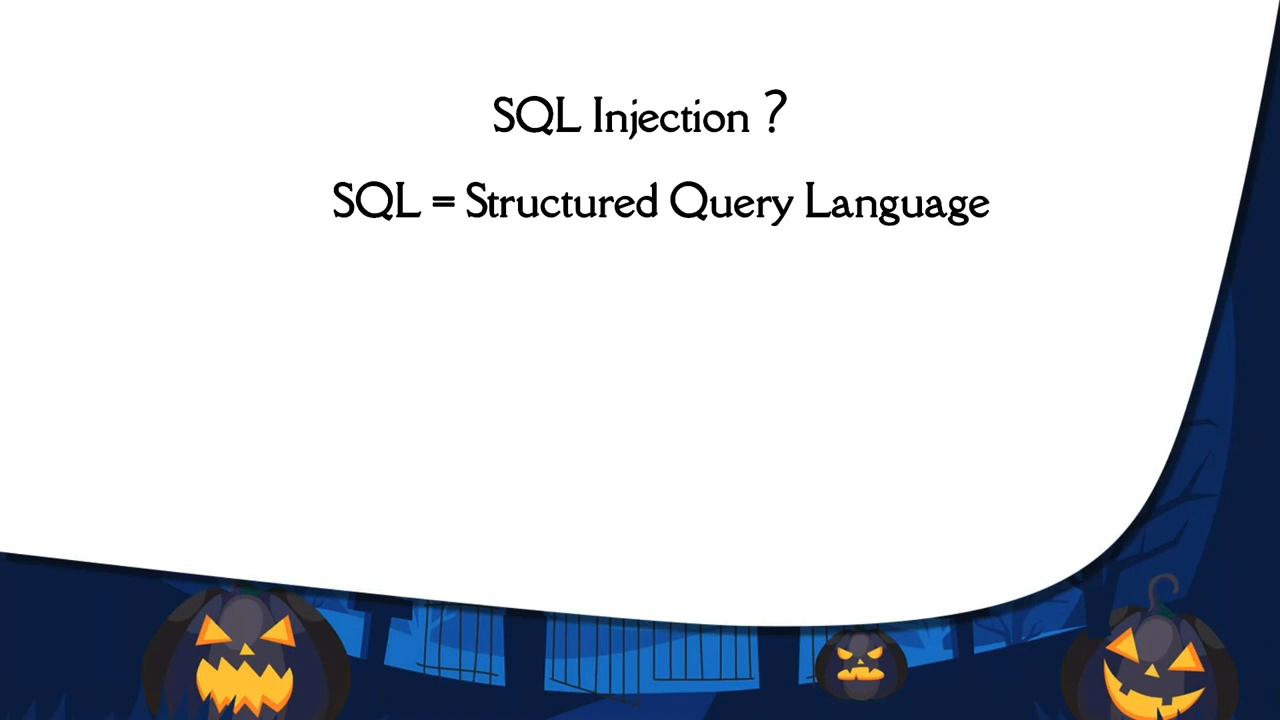 SQL Injection ?
SQL = Structured Query Language